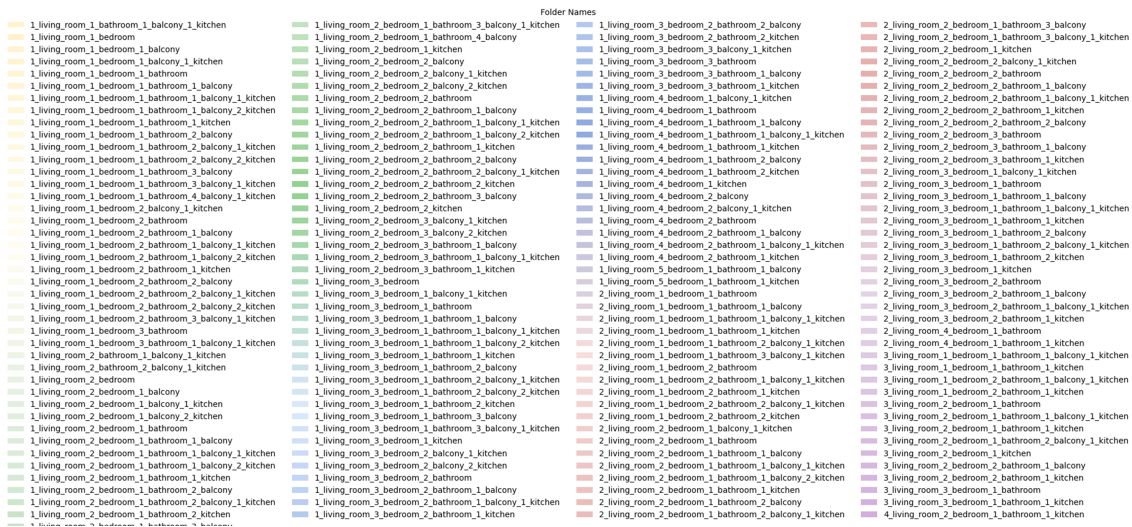 Folder Names
1_living_room_1_bathroom_1_balcony_1_kitchen
1_living_room_1_bedroom
1_living_room_1_bedroom_1_balcony
1_living_room_1_bedroom_1_balcony_1_kitchen
1_living_room_1_bedroom_1_bathroom
1_living_room_1_bedroom_1_bathroom_1_balcony
1_living_room_1_bedroom_1_bathroom_1_balcony_1_kitchen
1_living_room_1_bedroom_1_bathroom_1_balcony_2_kitchen
1_living_room_1_bedroom_1_bathroom_1_kitchen
1_living_room_1_bedroom_1_bathroom_2_balcony
1_living_room_1_bedroom_1_bathroom_2_balcony_1_kitchen
1_living_room_1_bedroom_1_bathroom_2_balcony_2_kitchen
1_living_room_1_bedroom_1_bathroom_3_balcony
1_living_room_1_bedroom_1_bathroom_3_balcony_1_kitchen
1_living_room_1_bedroom_1_bathroom_4_balcony_1_kitchen
1_living_room_1_bedroom_2_balcony_1_kitchen
1_living_room_1_bedroom_2_bathroom
1_living_room_1_bedroom_2_bathroom_1_balcony
1_living_room_1_bedroom_2_bathroom_1_balcony_1_kitchen
1_living_room_1_bedroom_2_bathroom_1_balcony_2_kitchen
1_living_room_1_bedroom_2_bathroom_1_kitchen
1_living_room_1_bedroom_2_bathroom_2_balcony
1_living_room_1_bedroom_2_bathroom_2_balcony_1_kitchen
1_living_room_1_bedroom_2_bathroom_2_balcony_2_kitchen
1_living_room_1_bedroom_2_bathroom_3_balcony_1_kitchen
1_living_room_1_bedroom_3_bathroom
1_living_room_1_bedroom_3_bathroom_1_balcony_1_kitchen
1_living_room_2_bathroom_1_balcony_1_kitchen
1_living_room_2_bathroom_2_balcony_1_kitchen
1_living_room_2_bedroom
1_living_room_2_bedroom_1_balcony
1_living_room_2_bedroom_1_balcony_1_kitchen
1_living_room_2_bedroom_1_balcony_2_kitchen
1_living_room_2_bedroom_1_bathroom
1_living_room_2_bedroom_1_bathroom_1_balcony
1_living_room_2_bedroom_1_bathroom_1_balcony_1_kitchen
1_living_room_2_bedroom_1_bathroom_1_balcony_2_kitchen
1_living_room_2_bedroom_1_bathroom_1_kitchen
1_living_room_2_bedroom_1_bathroom_2_balcony
1_living_room_2_bedroom_1_bathroom_2_balcony_1_kitchen
1_living_room_2_bedroom_1_bathroom_2_kitchen
1_living_room_2_bedroom_1_bathroom_3_balcony
1_living_room_2_bedroom_1_bathroom_3_balcony_1_kitchen
1_living_room_2_bedroom_1_bathroom_4_balcony
1_living_room_2_bedroom_1_kitchen
1_living_room_2_bedroom_2_balcony
1_living_room_2_bedroom_2_balcony_1_kitchen
1_living_room_2_bedroom_2_balcony_2_kitchen
1_living_room_2_bedroom_2_bathroom
1_living_room_2_bedroom_2_bathroom_1_balcony
1_living_room_2_bedroom_2_bathroom_1_balcony_1_kitchen
1_living_room_2_bedroom_2_bathroom_1_balcony_2_kitchen
1_living_room_2_bedroom_2_bathroom_1_kitchen
1_living_room_2_bedroom_2_bathroom_2_balcony
1_living_room_2_bedroom_2_bathroom_2_balcony_1_kitchen
1_living_room_2_bedroom_2_bathroom_2_kitchen
1_living_room_2_bedroom_2_bathroom_3_balcony
1_living_room_2_bedroom_2_kitchen
1_living_room_2_bedroom_3_balcony_1_kitchen
1_living_room_2_bedroom_3_balcony_2_kitchen
1_living_room_2_bedroom_3_bathroom_1_balcony
1_living_room_2_bedroom_3_bathroom_1_balcony_1_kitchen
1_living_room_2_bedroom_3_bathroom_1_kitchen
1_living_room_3_bedroom
1_living_room_3_bedroom_1_balcony_1_kitchen
1_living_room_3_bedroom_1_bathroom
1_living_room_3_bedroom_1_bathroom_1_balcony
1_living_room_3_bedroom_1_bathroom_1_balcony_1_kitchen
1_living_room_3_bedroom_1_bathroom_1_balcony_2_kitchen
1_living_room_3_bedroom_1_bathroom_1_kitchen
1_living_room_3_bedroom_1_bathroom_2_balcony
1_living_room_3_bedroom_1_bathroom_2_balcony_1_kitchen
1_living_room_3_bedroom_1_bathroom_2_balcony_2_kitchen
1_living_room_3_bedroom_1_bathroom_2_kitchen
1_living_room_3_bedroom_1_bathroom_3_balcony
1_living_room_3_bedroom_1_bathroom_3_balcony_1_kitchen
1_living_room_3_bedroom_1_kitchen
1_living_room_3_bedroom_2_balcony_1_kitchen
1_living_room_3_bedroom_2_balcony_2_kitchen
1_living_room_3_bedroom_2_bathroom
1_living_room_3_bedroom_2_bathroom_1_balcony
1_living_room_3_bedroom_2_bathroom_1_balcony_1_kitchen
1_living_room_3_bedroom_2_bathroom_1_kitchen
1_living_room_3_bedroom_2_bathroom_2_balcony
1_living_room_3_bedroom_2_bathroom_2_kitchen
1_living_room_3_bedroom_3_balcony_1_kitchen
1_living_room_3_bedroom_3_bathroom
1_living_room_3_bedroom_3_bathroom_1_balcony
1_living_room_3_bedroom_3_bathroom_1_kitchen
1_living_room_4_bedroom_1_balcony_1_kitchen
1_living_room_4_bedroom_1_bathroom
1_living_room_4_bedroom_1_bathroom_1_balcony
1_living_room_4_bedroom_1_bathroom_1_balcony_1_kitchen
1_living_room_4_bedroom_1_bathroom_1_kitchen
1_living_room_4_bedroom_1_bathroom_2_balcony
1_living_room_4_bedroom_1_bathroom_2_kitchen
1_living_room_4_bedroom_1_kitchen
1_living_room_4_bedroom_2_balcony
1_living_room_4_bedroom_2_balcony_1_kitchen
1_living_room_4_bedroom_2_bathroom
1_living_room_4_bedroom_2_bathroom_1_balcony
1_living_room_4_bedroom_2_bathroom_1_balcony_1_kitchen
1_living_room_4_bedroom_2_bathroom_1_kitchen
1_living_room_5_bedroom_1_bathroom_1_balcony
1_living_room_5_bedroom_1_bathroom_1_kitchen
2_living_room_1_bedroom_1_bathroom
2_living_room_1_bedroom_1_bathroom_1_balcony
2_living_room_1_bedroom_1_bathroom_1_balcony_1_kitchen
2_living_room_1_bedroom_1_bathroom_1_kitchen
2_living_room_1_bedroom_1_bathroom_2_balcony_1_kitchen
2_living_room_1_bedroom_1_bathroom_3_balcony_1_kitchen
2_living_room_1_bedroom_2_bathroom
2_living_room_1_bedroom_2_bathroom_1_balcony_1_kitchen
2_living_room_1_bedroom_2_bathroom_1_kitchen
2_living_room_1_bedroom_2_bathroom_2_balcony_1_kitchen
2_living_room_1_bedroom_2_bathroom_2_kitchen
2_living_room_2_bedroom_1_balcony_1_kitchen
2_living_room_2_bedroom_1_bathroom
2_living_room_2_bedroom_1_bathroom_1_balcony
2_living_room_2_bedroom_1_bathroom_1_balcony_1_kitchen
2_living_room_2_bedroom_1_bathroom_1_balcony_2_kitchen
2_living_room_2_bedroom_1_bathroom_1_kitchen
2_living_room_2_bedroom_1_bathroom_2_balcony
2_living_room_2_bedroom_1_bathroom_2_balcony_1_kitchen
2_living_room_2_bedroom_1_bathroom_3_balcony
2_living_room_2_bedroom_1_bathroom_3_balcony_1_kitchen
2_living_room_2_bedroom_1_kitchen
2_living_room_2_bedroom_2_balcony_1_kitchen
2_living_room_2_bedroom_2_bathroom
2_living_room_2_bedroom_2_bathroom_1_balcony
2_living_room_2_bedroom_2_bathroom_1_balcony_1_kitchen
2_living_room_2_bedroom_2_bathroom_1_kitchen
2_living_room_2_bedroom_2_bathroom_2_balcony
2_living_room_2_bedroom_3_bathroom
2_living_room_2_bedroom_3_bathroom_1_balcony
2_living_room_2_bedroom_3_bathroom_1_kitchen
2_living_room_3_bedroom_1_balcony_1_kitchen
2_living_room_3_bedroom_1_bathroom
2_living_room_3_bedroom_1_bathroom_1_balcony
2_living_room_3_bedroom_1_bathroom_1_balcony_1_kitchen
2_living_room_3_bedroom_1_bathroom_1_kitchen
2_living_room_3_bedroom_1_bathroom_2_balcony
2_living_room_3_bedroom_1_bathroom_2_kitchen
2_living_room_3_bedroom_1_kitchen
2_living_room_3_bedroom_2_bathroom
2_living_room_3_bedroom_2_bathroom_1_balcony
2_living_room_3_bedroom_2_bathroom_1_balcony_1_kitchen
2_living_room_3_bedroom_2_bathroom_1_kitchen
2_living_room_4_bedroom_1_bathroom
2_living_room_4_bedroom_1_bathroom_1_kitchen
3_living_room_1_bedroom_1_bathroom_1_balcony_1_kitchen
3_living_room_1_bedroom_1_bathroom_1_kitchen
3_living_room_1_bedroom_2_bathroom_1_balcony_1_kitchen
3_living_room_1_bedroom_2_bathroom_1_kitchen
3_living_room_2_bedroom_1_bathroom
3_living_room_2_bedroom_1_bathroom_1_balcony_1_kitchen
3_living_room_2_bedroom_1_bathroom_1_kitchen
3_living_room_2_bedroom_1_bathroom_2_balcony_1_kitchen
3_living_room_2_bedroom_1_kitchen
3_living_room_2_bedroom_2_bathroom_1_balcony
3_living_room_2_bedroom_2_bathroom_1_kitchen
3_living_room_3_bedroom_1_bathroom
3_living_room_3_bedroom_1_bathroom_1_kitchen
4_living_room_2_bedroom_1_bathroom_1_kitchen